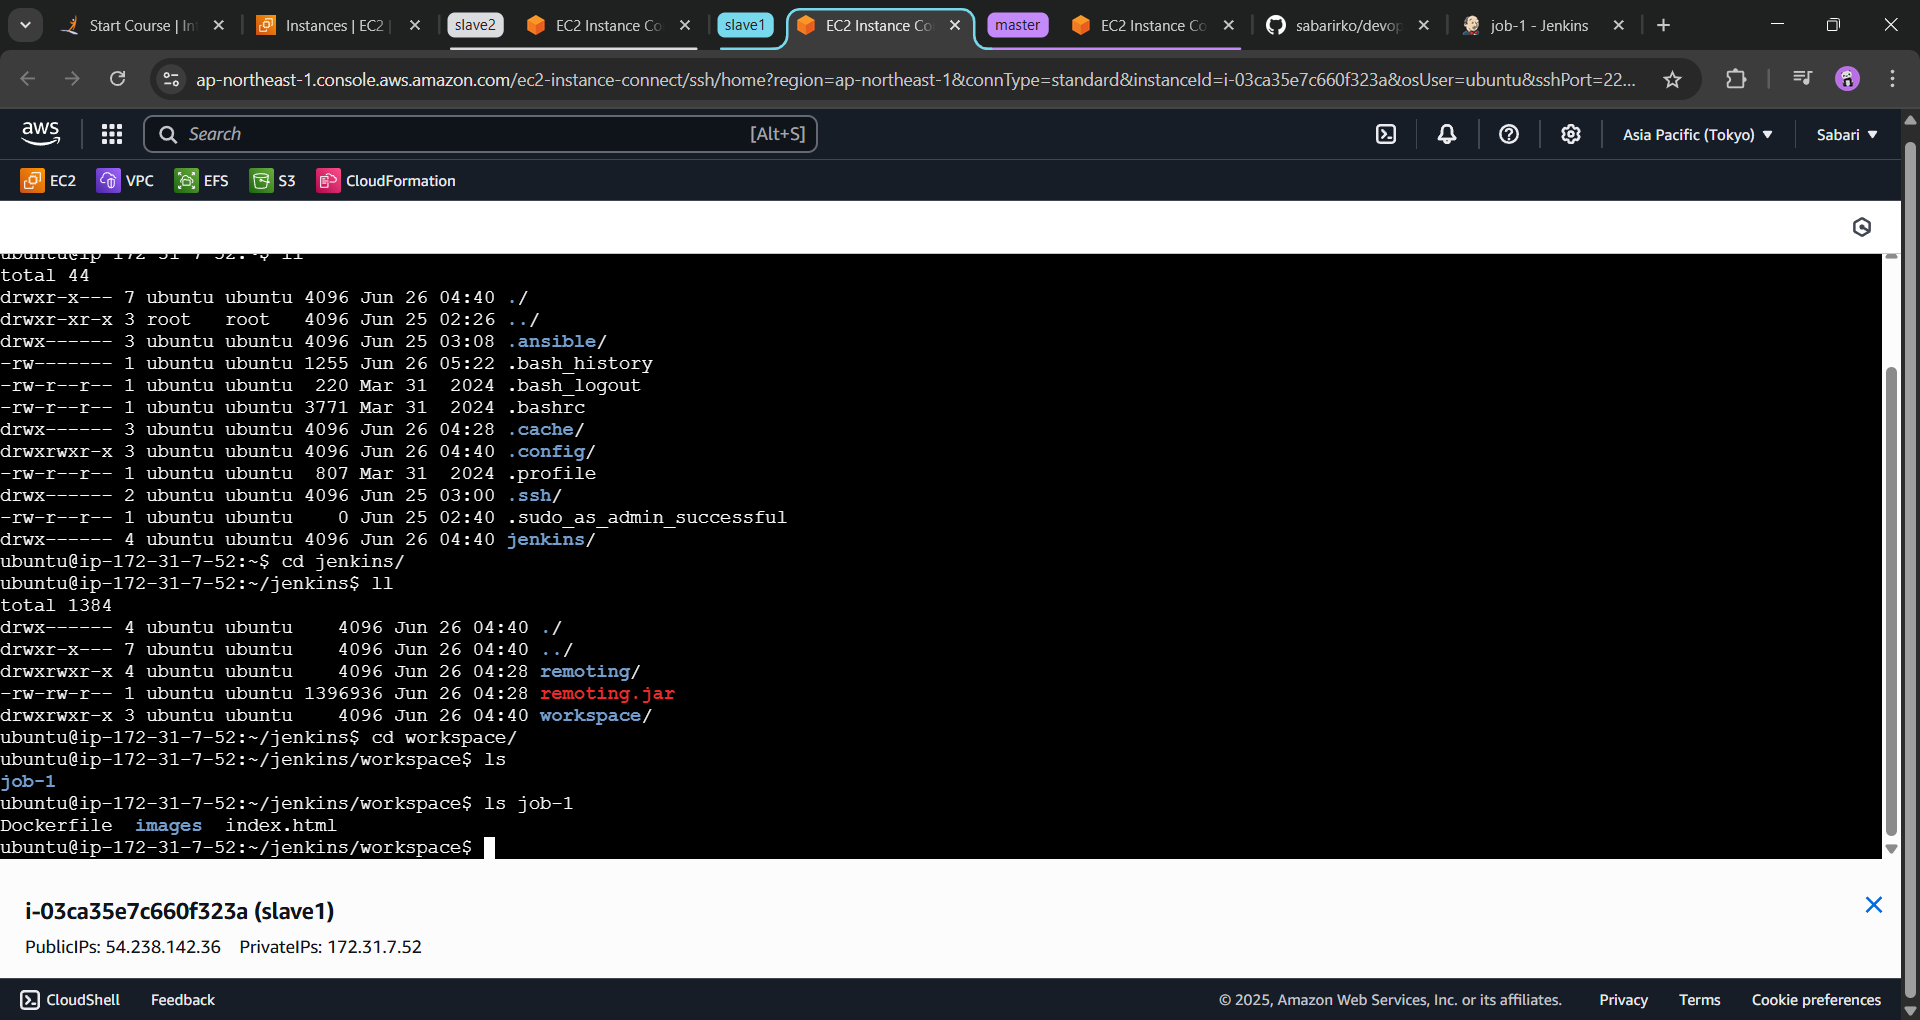 Start Course | In
Instances | EC2 |
slave2
EC2 Instance Co
slave1
EC2 Instance Co
master
EC2 Instance Co
sabarirko/devop
job-1 - Jenkins
ap-northeast-1.console.aws.amazon.com/ec2-instance-connect/ssh/home?region=ap-northeast-1&connType=standard&instanceId=i-03ca35e7c660f323a&osUser=ubuntu&sshPort=22...
aws
Search
[Alt+S]
Asia Pacific (Tokyo)
Sabari
EC2
VPC
EFS
S3
CloudFormation
ubuntu@ip-172-31-7-52:~$ ll
total 44
drwxr-x--- 7 ubuntu ubuntu 4096 Jun 26 04:40 ./
drwxr-xr-x 3 root   root   4096 Jun 25 02:26 ../
drwx------ 3 ubuntu ubuntu 4096 Jun 25 03:08 .ansible/
-rw------- 1 ubuntu ubuntu 1255 Jun 26 05:22 .bash_history
-rw-r--r-- 1 ubuntu ubuntu  220 Mar 31  2024 .bash_logout
-rw-r--r-- 1 ubuntu ubuntu 3771 Mar 31  2024 .bashrc
drwx------ 3 ubuntu ubuntu 4096 Jun 26 04:28 .cache/
drwxrwxr-x 3 ubuntu ubuntu 4096 Jun 26 04:40 .config/
-rw-r--r-- 1 ubuntu ubuntu  807 Mar 31  2024 .profile
drwx------ 2 ubuntu ubuntu 4096 Jun 25 03:00 .ssh/
-rw-r--r-- 1 ubuntu ubuntu    0 Jun 25 02:40 .sudo_as_admin_successful
drwx------ 4 ubuntu ubuntu 4096 Jun 26 04:40 jenkins/
ubuntu@ip-172-31-7-52:~$ cd jenkins/
ubuntu@ip-172-31-7-52:~/jenkins$ ll
total 1384
drwx------ 4 ubuntu ubuntu    4096 Jun 26 04:40 ./
drwxr-x--- 7 ubuntu ubuntu    4096 Jun 26 04:40 ../
drwxrwxr-x 4 ubuntu ubuntu    4096 Jun 26 04:28 remoting/
-rw-rw-r-- 1 ubuntu ubuntu 1396936 Jun 26 04:28 remoting.jar
drwxrwxr-x 3 ubuntu ubuntu    4096 Jun 26 04:40 workspace/
ubuntu@ip-172-31-7-52:~/jenkins$ cd workspace/
ubuntu@ip-172-31-7-52:~/jenkins/workspace$ ls
job-1
ubuntu@ip-172-31-7-52:~/jenkins/workspace$ ls job-1
Dockerfile  images  index.html
ubuntu@ip-172-31-7-52:~/jenkins/workspace$
i-03ca35e7c660f323a (slave1)
PublicIPs: 54.238.142.36 PrivateIPs: 172.31.7.52
CloudShell
Feedback
© 2025, Amazon Web Services, Inc. or its affiliates.
Privacy
Terms
Cookie preferences